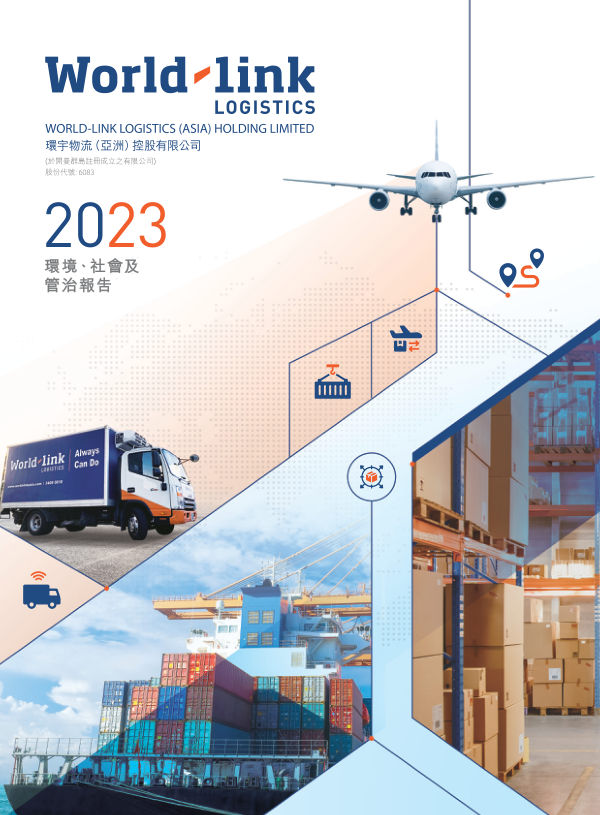 World-link
LOGISTICS
WORLD-LINK LOGISTICS (ASIA) HOLDING LIMITED
環宇物流（亞洲）控股有限公司
(於開曼群島註冊成立之有限公司)
股份代號: 6083
2023
環境、社會及
管治報告
World-link
LOGISTICS
Always
Can Do